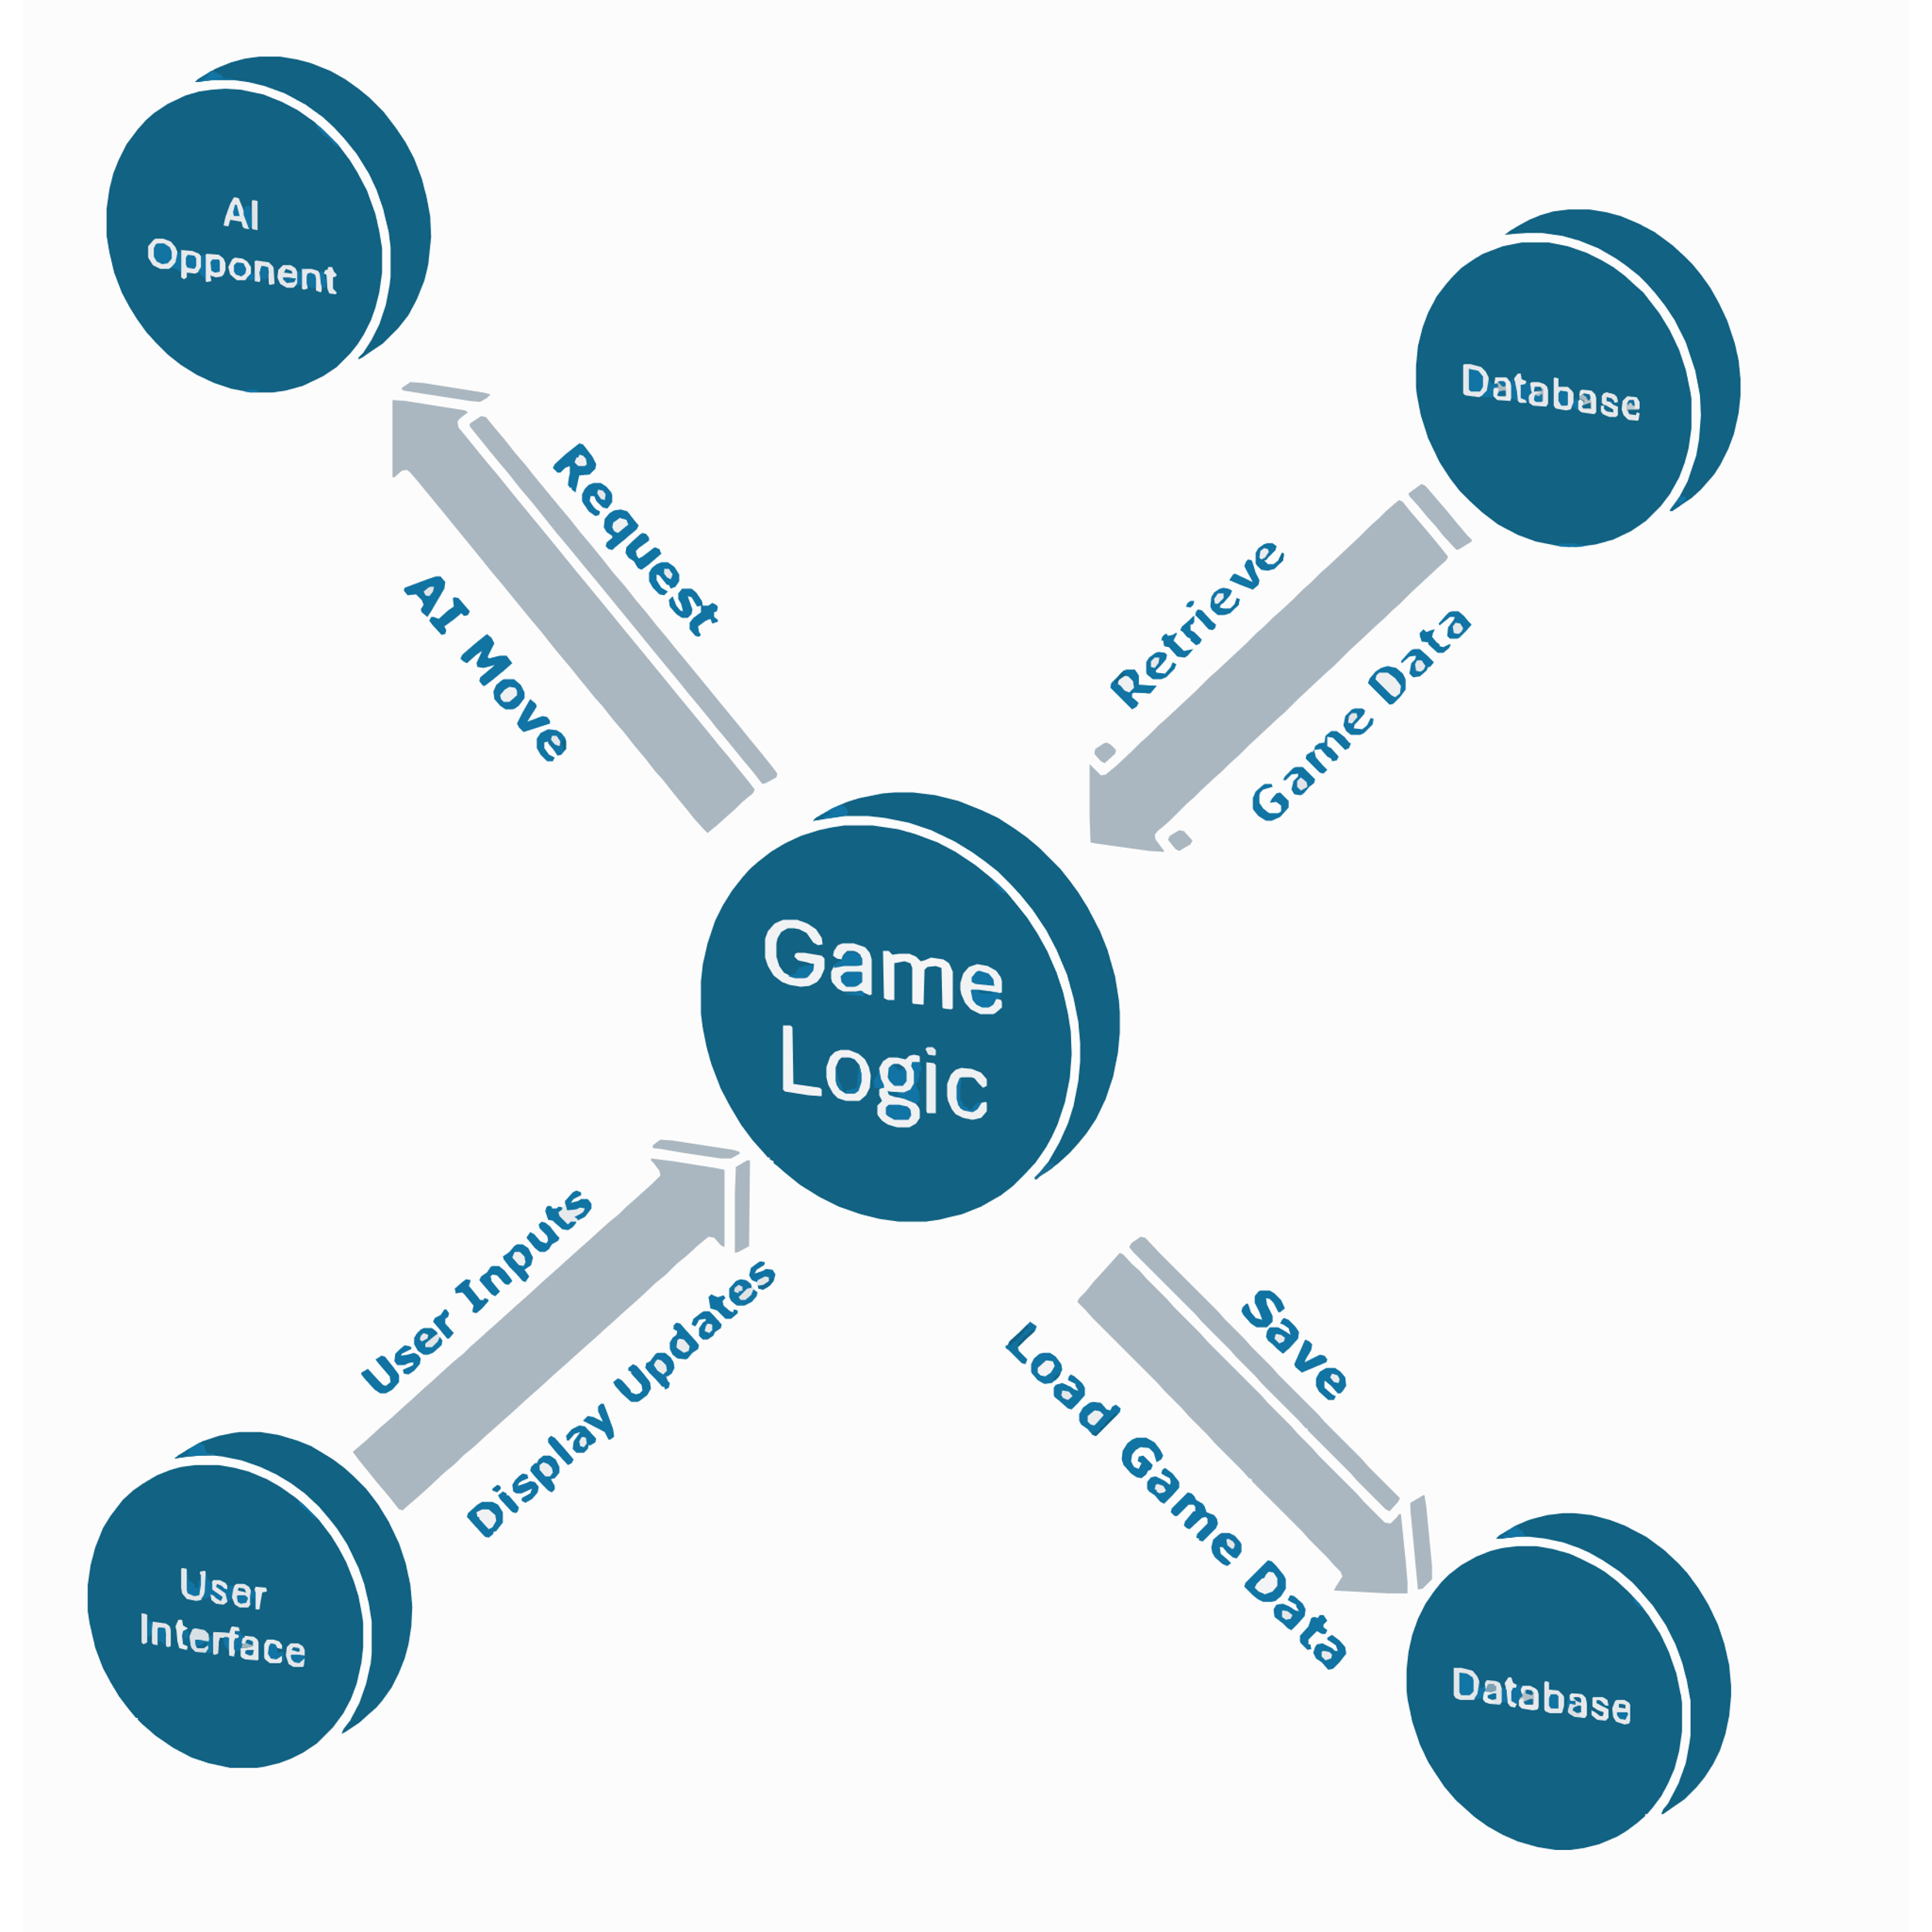 AI
Opponent
Database
Request
AI Move
Retrieve
Game Data
Game
Logic
User Inputs
Display Updates
Save
Load Game Data
User
Interface
Database